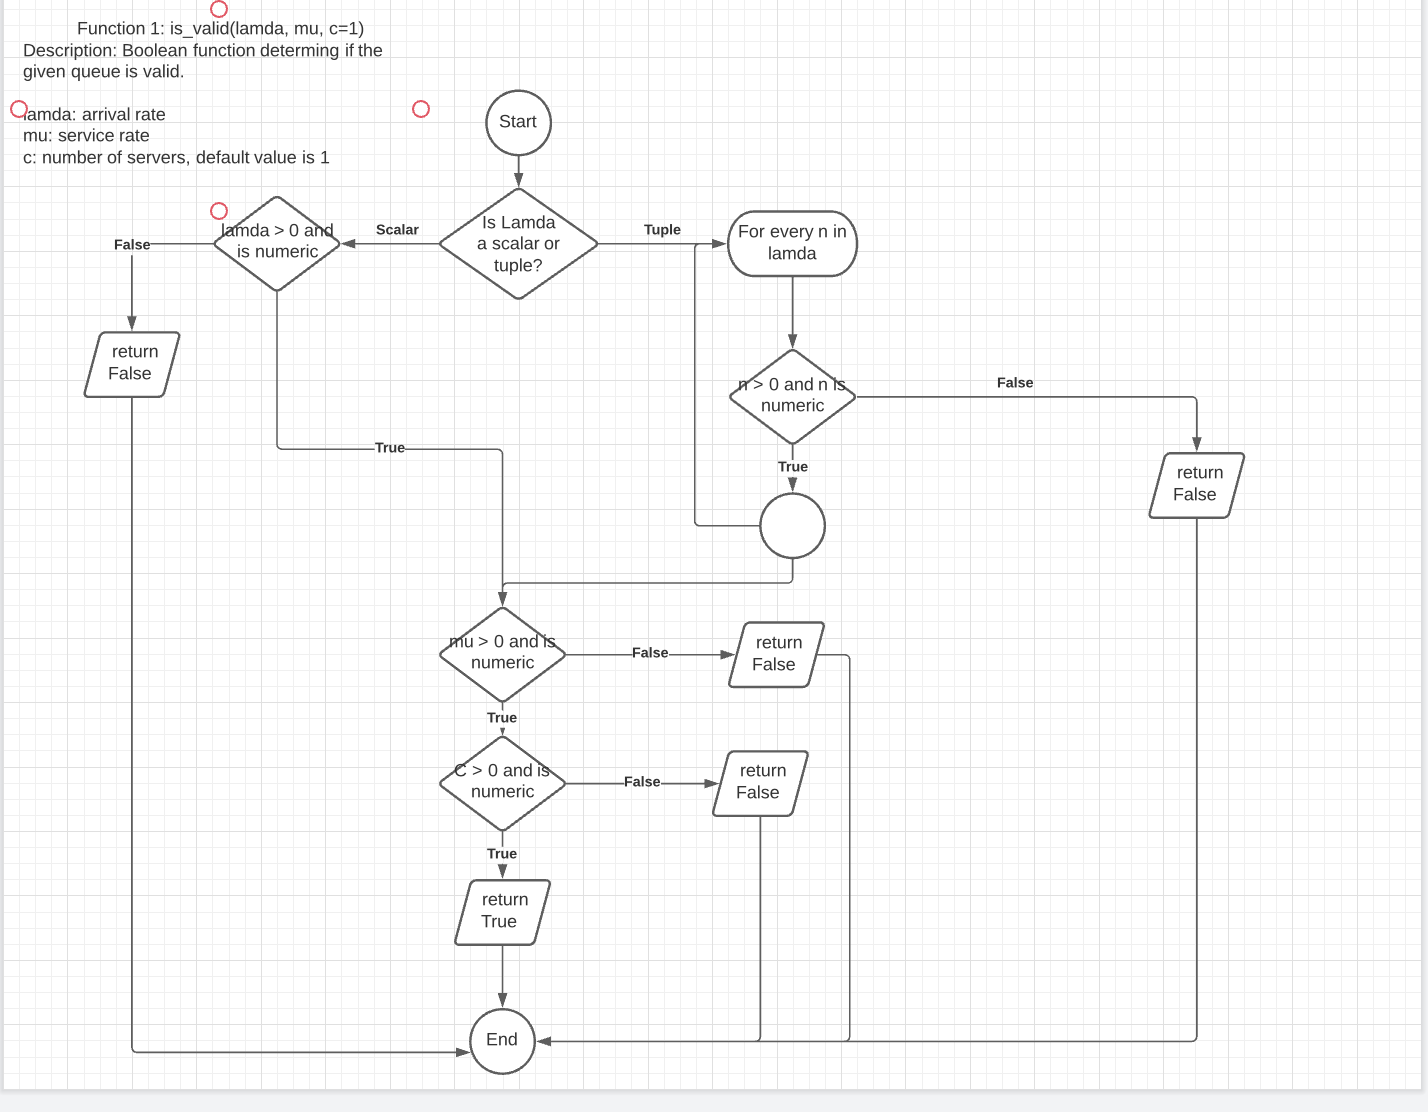 Function 1: is_valid(lamda, mu, c=1)
Description: Boolean function determing if the
given queue is valid.
lamda: arrival rate
mu: service rate
c: number of servers, default value is 1
Start
Is Lamda
a scalar or
tuple?
Scalar
Tuple
lamda > 0 and
is numeric
False
For every n in
lamda
return
False
n > 0 and n is
numeric
False
True
True
return
False
mu > 0 and is
numeric
False
return
False
True
C > 0 and is
numeric
False
return
False
True
return
True
End